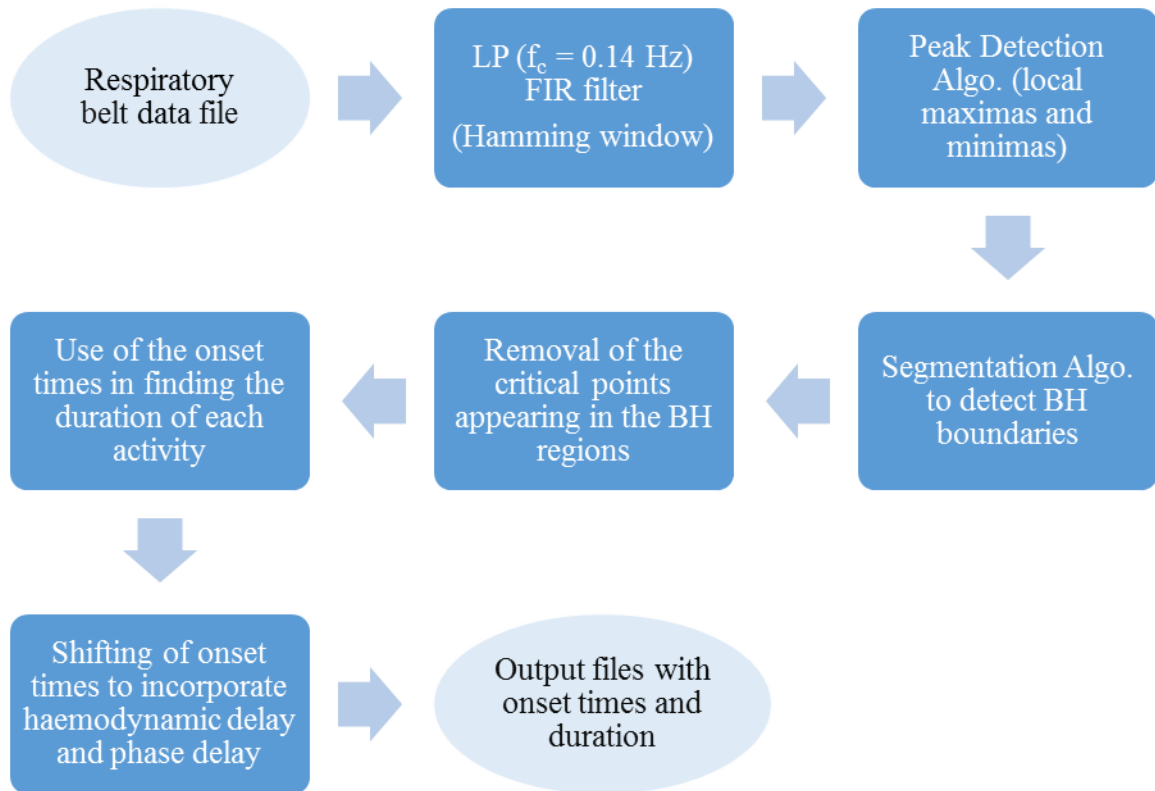 Respiratory
belt data file
LP (fc = 0.14 Hz)
FIR filter
(Hamming window)
Peak Detection
Algo. (local
maximas and
minimas)
Segmentation Algo.
to detect BH
boundaries
Removal of the
critical points
appearing in the BH
regions
Use of the onset
times in finding the
duration of each
activity
Shifting of onset
times to incorporate
haemodynamic delay
and phase delay
Output files with
onset times and
duration